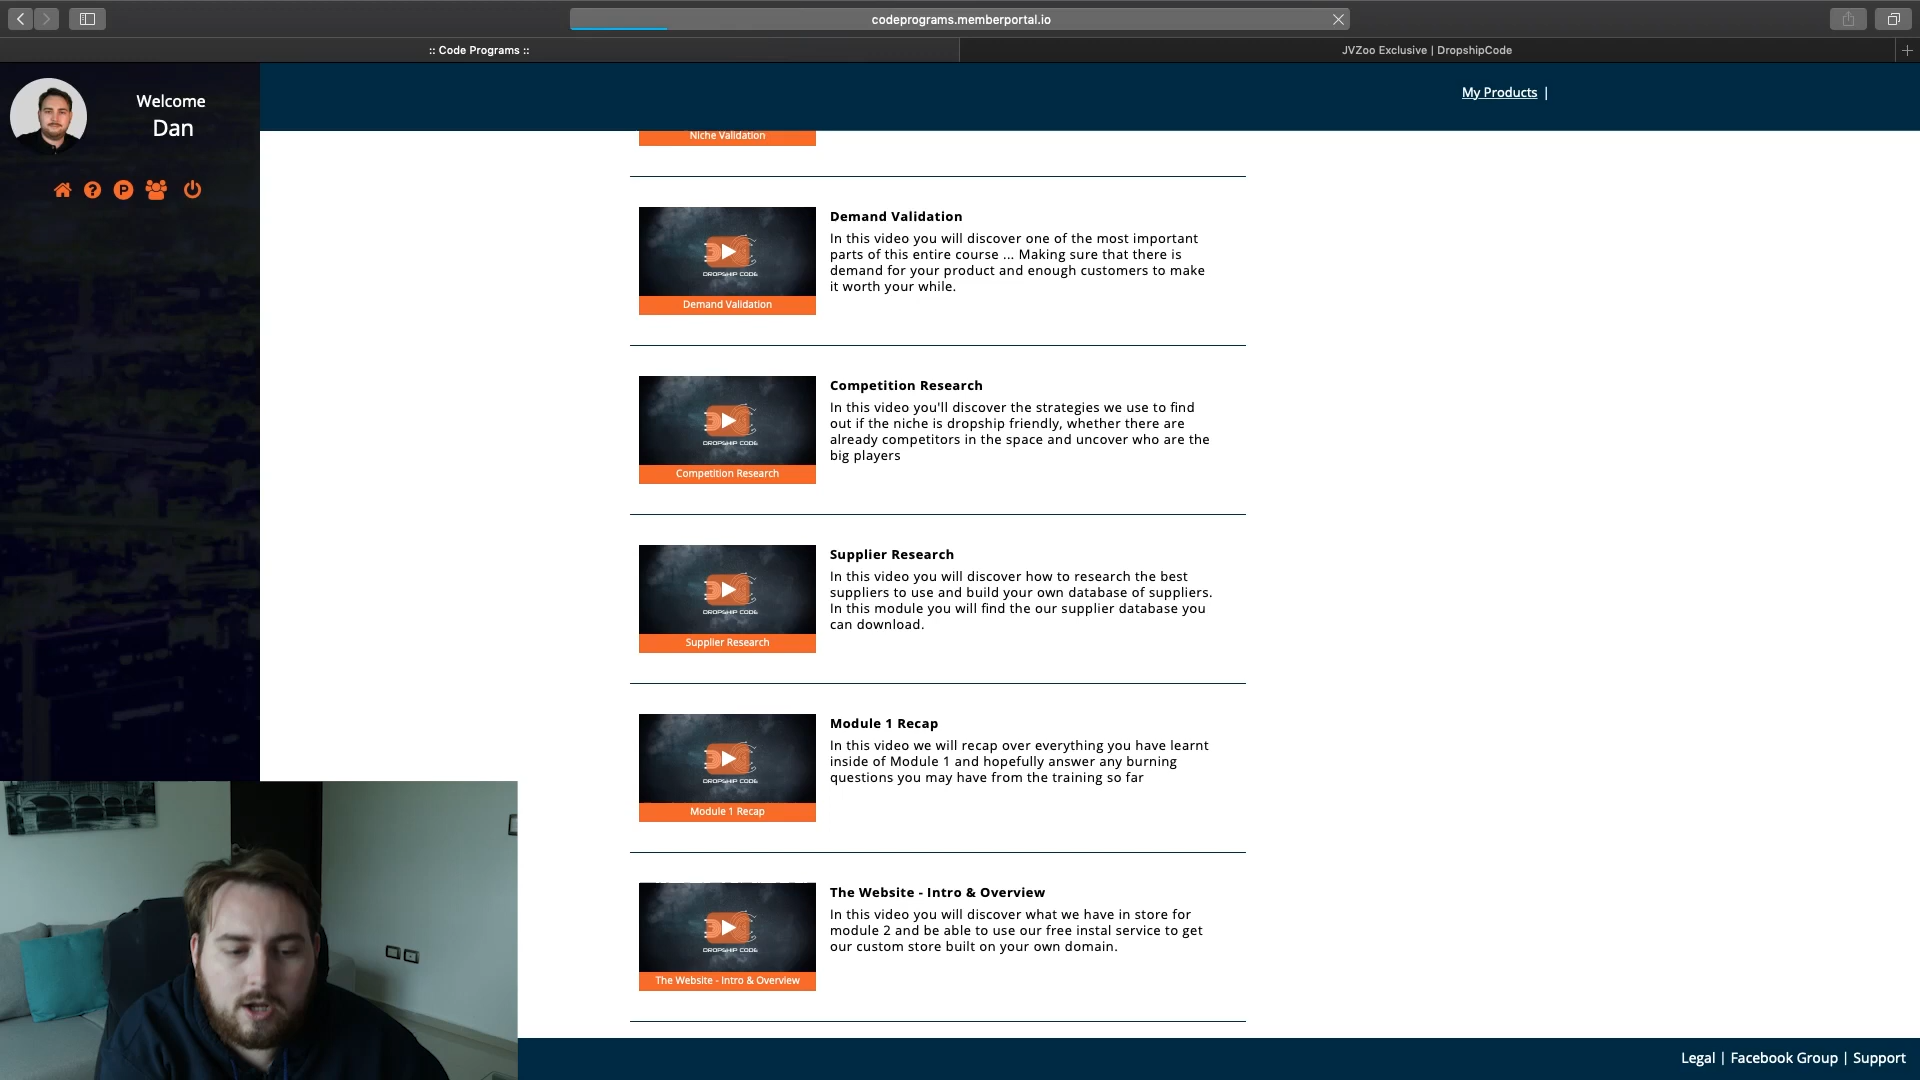 codeprograms.memberportal.io
:: Code Programs ::
JVZoo Exclusive | DropshipCode
Welcome
Dan
My Products |
Niche Validation
DROPSHIP CODE
Demand Validation
Demand Validation
In this video you will discover one of the most important
parts of this entire course ... Making sure that there is
demand for your product and enough customers to make
it worth your while.
DROPSHIP CODE
Competition Research
Competition Research
In this video you'll discover the strategies we use to find
out if the niche is dropship friendly, whether there are
already competitors in the space and uncover who are the
big players
DROPSHIP CODE
Supplier Research
Supplier Research
In this video you will discover how to research the best
suppliers to use and build your own database of suppliers.
In this module you will find the our supplier database you
can download.
DROPSHIP CODE
Module 1 Recap
Module 1 Recap
In this video we will recap over everything you have learnt
inside of Module 1 and hopefully answer any burning
questions you may have from the training so far
DROPSHIP CODE
The Website - Intro & Overview
The Website - Intro & Overview
In this video you will discover what we have in store for
module 2 and be able to use our free instal service to get
our custom store built on your own domain.
Legal | Facebook Group | Support